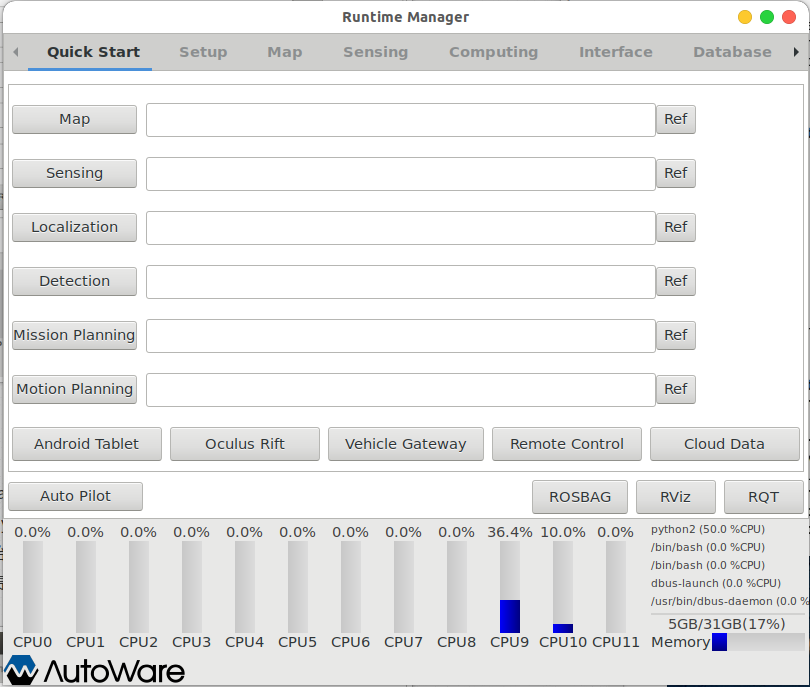 Runtime Manager
Quick Start Setup Map Sensing Computing Interface Database
Map Ref
Sensing Ref
Localization Ref
Detection Ref
Mission Planning Ref
Motion Planning Ref
Android Tablet Oculus Rift Vehicle Gateway Remote Control Cloud Data
Auto Pilot ROSBAG RViz RQT
0.0% 0.0% 0.0% 0.0% 0.0% 0.0% 0.0% 0.0% 0.0% 36.4% 10.0% 0.0%
python2 (50.0 %CPU)
/bin/bash (0.0 %CPU)
/bin/bash (0.0 %CPU)
dbus-launch (0.0 %CPU)
/usr/bin/dbus-daemon (0.0 %
5GB/31GB(17%)
CPU0 CPU1 CPU2 CPU3 CPU4 CPU5 CPU6 CPU7 CPU8 CPU9 CPU10 CPU11 Memory
AutoWare